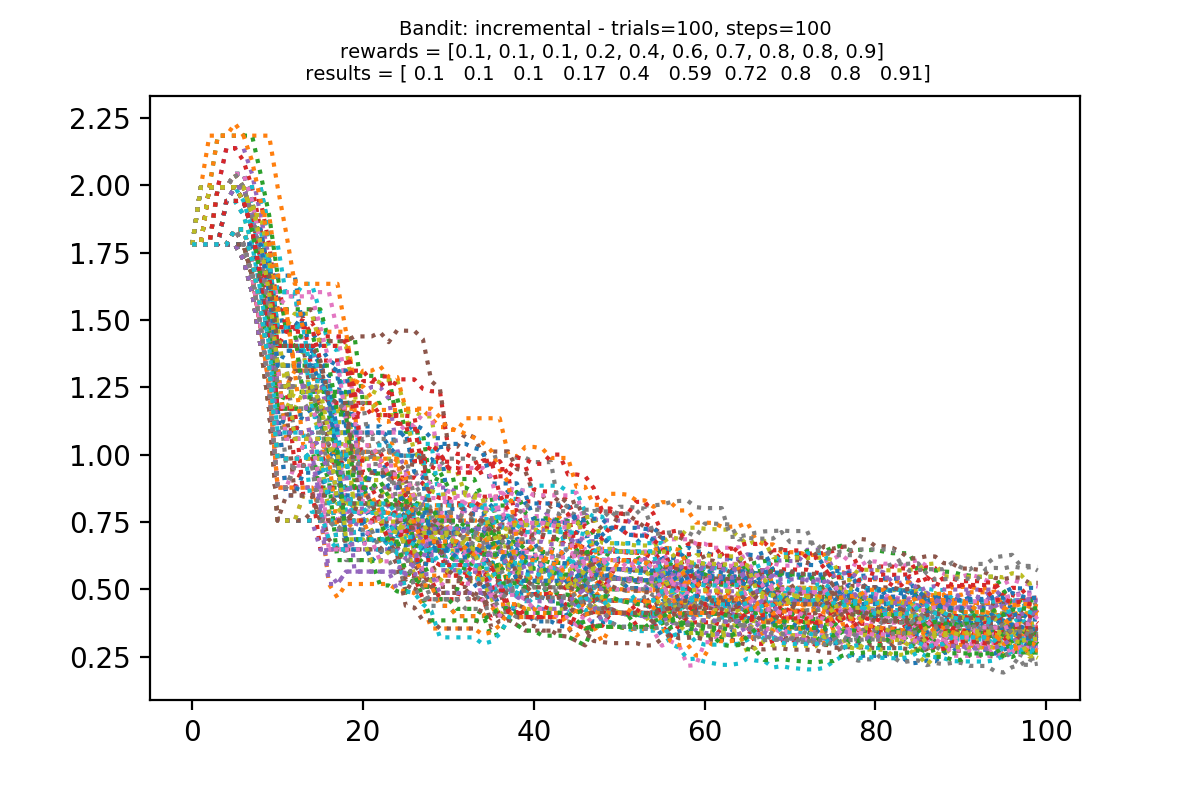 Bandit: incremental - trials=100, steps=100
rewards = [0.1, 0.1, 0.1, 0.2, 0.4, 0.6, 0.7, 0.8, 0.8, 0.9]
results = [ 0.1   0.1   0.1   0.17  0.4   0.59  0.72  0.8   0.8   0.91]
2.25
2.00
1.75
1.50
1.25
1.00
0.75
0.50
0.25
0 20 40 60 80 100